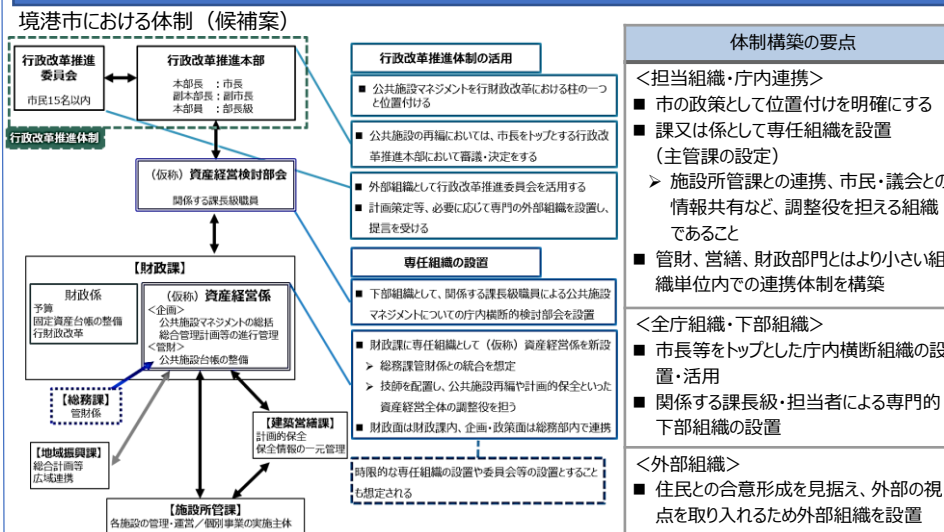 境港市における体制（候補案）
行政改革推進
委員会
市民15名以内
行政改革推進本部
本部長　：市長
副本部長：副市長
本部員　：部長級
行政改革推進体制
（仮称）資産経営検討部会
関係する課長級職員
【財政課】
財政係
予算
固定資産台帳の整備
行財政改革
（仮称）資産経営係
＜企画＞
公共施設マネジメントの総括
総合管理計画等の進行管理
＜管財＞
公共施設台帳の整備
【総務課】
管財係
【地域振興課】
総合計画等
広域連携
【建築営繕課】
計画的保全
保全情報の一元管理
【施設所管課】
各施設の管理・運営／個別事業の実施主体
行政改革推進体制の活用
■ 公共施設マネジメントを行財政改革における柱の一つ
と位置付ける
■ 公共施設の再編においては、市長をトップとする行政改
革推進本部において審議・決定をする
■ 外部組織として行政改革推進委員会を活用する
■ 計画策定等、必要に応じて専門の外部組織を設置し、
提言を受ける
専任組織の設置
■ 下部組織として、関係する課長級職員による公共施設
マネジメントについての庁内横断的検討部会を設置
■ 財政課に専任組織として（仮称）資産経営係を新設
➢ 総務課管財係との統合を想定
➢ 技師を配置し、公共施設再編や計画的保全といった
資産経営全体の調整役を担う
■ 財政面は財政課内、企画・政策面は総務部内で連携
時限的な専任組織の設置や委員会等の設置とすること
も想定される
体制構築の要点
＜担当組織・庁内連携＞
■ 市の政策として位置付けを明確にする
■ 課又は係として専任組織を設置
（主管課の設定）
➢ 施設所管課との連携、市民・議会との
情報共有など、調整役を担える組織
であること
■ 管財、営繕、財政部門とはより小さい組
織単位内での連携体制を構築
＜全庁組織・下部組織＞
■ 市長等をトップとした庁内横断組織の設
置・活用
■ 関係する課長級・担当者による専門的
下部組織の設置
＜外部組織＞
■ 住民との合意形成を見据え、外部の視
点を取り入れるため外部組織を設置